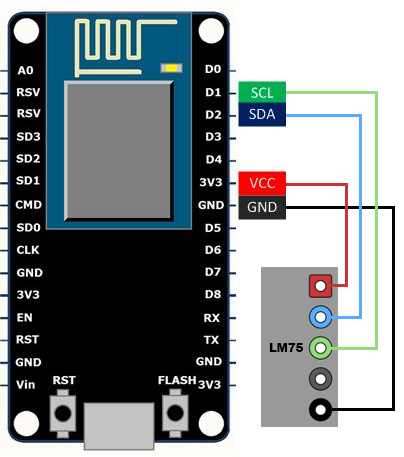 A0 D0
RSV D1 SCL
RSV D2 SDA
SD3 D3
SD2 D4
SD1 3V3 VCC
CMD GND GND
SD0 D5
CLK D6
GND D7
3V3 D8
EN RX
RST TX
LM75
GND GND
Vin 3V3
RST FLASH